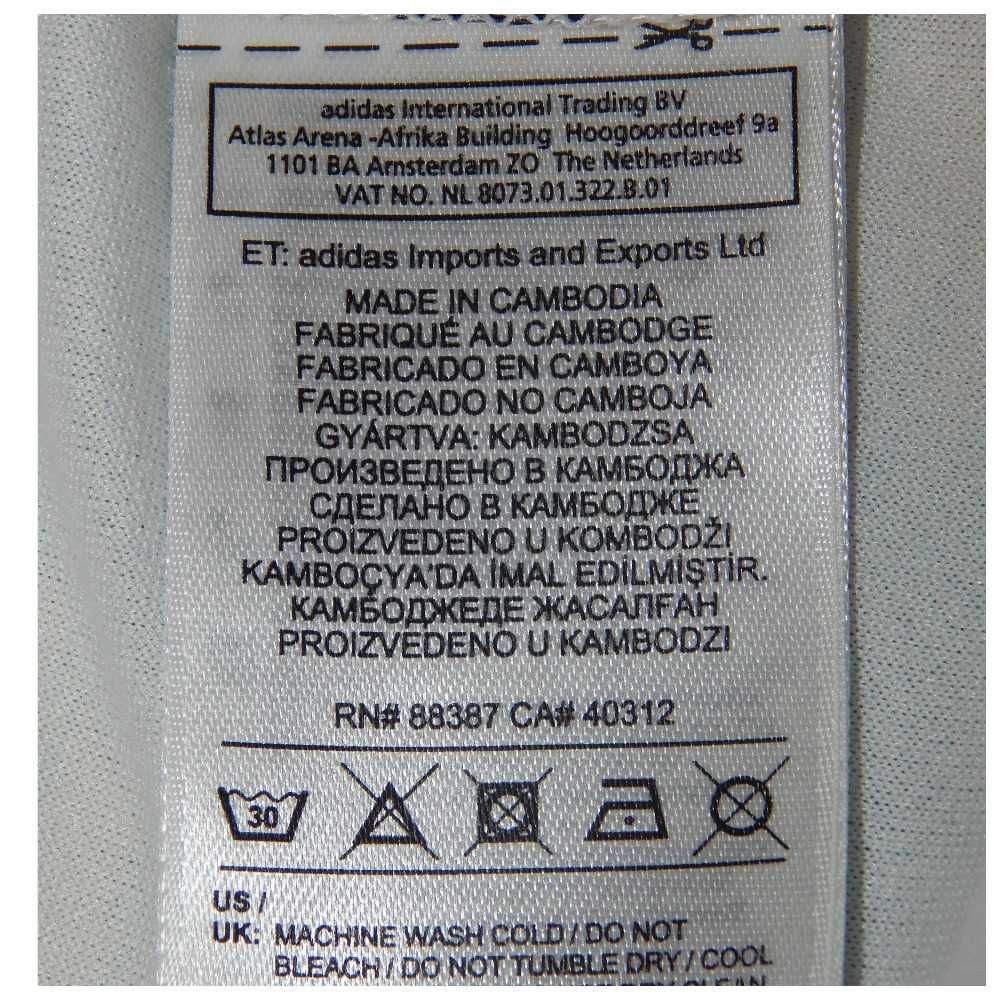 adidas International Trading BV
Atlas Arena -Afrika Building Hoogoorddreef 9a
1101 BA Amsterdam ZO The Netherlands
VAT NO. NL 8073.01.322.B.01
ET: adidas Imports and Exports Ltd
MADE IN CAMBODIA
FABRIQUÉ AU CAMBODGE
FABRICADO EN CAMBOYA
FABRICADO NO CAMBOJA
GYÁRTVA: KAMBODZSA
ПРОИЗВЕДЕНО В КАМБОДЖА
СДЕЛАНО В КАМБОДЖЕ
PROIZVEDENO U KOMBODŽI
KAMBOÇYA'DA İMAL EDİLMİŞTİR.
КАМБОДЖЕДЕ ЖАСАЛҒАН
PROIZVEDENO U KAMBODZI
RN# 88387 CA# 40312
30
US /
UK: MACHINE WASH COLD / DO NOT
BLEACH / DO NOT TUMBLE DRY / COOL